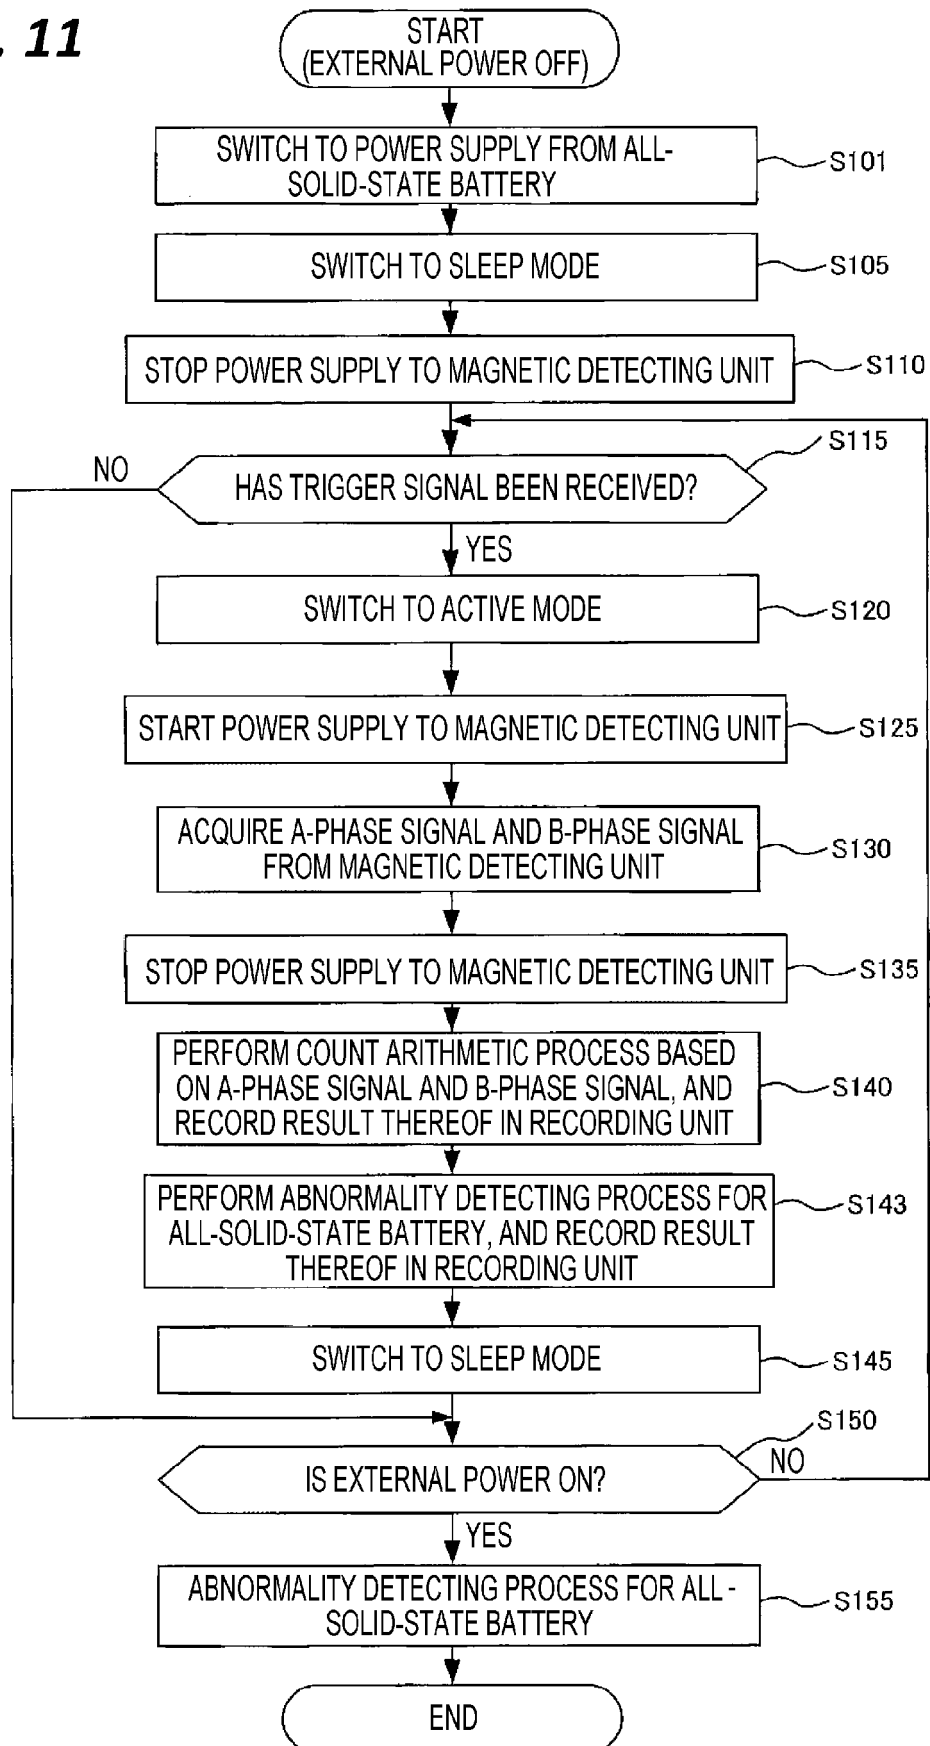 . 11
START
(EXTERNAL POWER OFF)
SWITCH TO POWER SUPPLY FROM ALL-
SOLID-STATE BATTERY
S101
SWITCH TO SLEEP MODE
S105
STOP POWER SUPPLY TO MAGNETIC DETECTING UNIT
S110
S115
NO
HAS TRIGGER SIGNAL BEEN RECEIVED?
YES
SWITCH TO ACTIVE MODE
S120
START POWER SUPPLY TO MAGNETIC DETECTING UNIT
S125
ACQUIRE A-PHASE SIGNAL AND B-PHASE SIGNAL
FROM MAGNETIC DETECTING UNIT
S130
STOP POWER SUPPLY TO MAGNETIC DETECTING UNIT
S135
PERFORM COUNT ARITHMETIC PROCESS BASED
ON A-PHASE SIGNAL AND B-PHASE SIGNAL, AND
RECORD RESULT THEREOF IN RECORDING UNIT
S140
PERFORM ABNORMALITY DETECTING PROCESS FOR
ALL-SOLID-STATE BATTERY, AND RECORD RESULT
THEREOF IN RECORDING UNIT
S143
SWITCH TO SLEEP MODE
S145
S150
IS EXTERNAL POWER ON?
NO
YES
ABNORMALITY DETECTING PROCESS FOR ALL-
SOLID-STATE BATTERY
S155
END